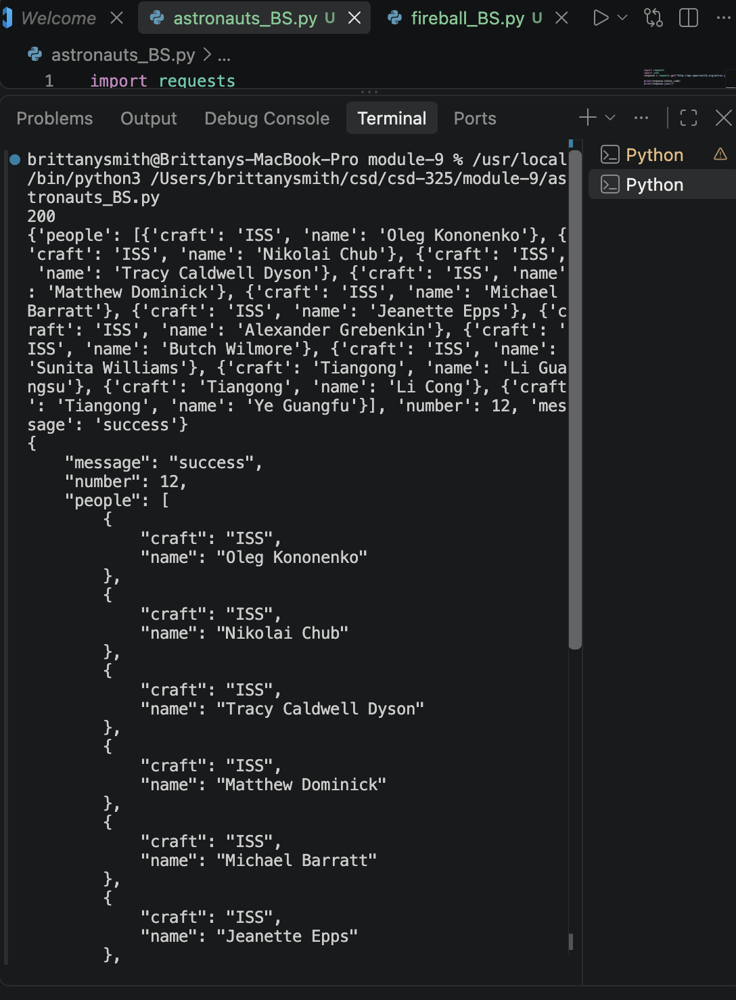 Welcome
astronauts_BS.py U
fireball_BS.py U
astronauts_BS.py > ...
1 import requests
Problems Output Debug Console Terminal Ports
Python
Python
brittanysmith@Brittanys-MacBook-Pro module-9 % /usr/local
/bin/python3 /Users/brittanysmith/csd/csd-325/module-9/as
tronauts_BS.py
200
{'people': [{'craft': 'ISS', 'name': 'Oleg Kononenko'}, {
'craft': 'ISS', 'name': 'Nikolai Chub'}, {'craft': 'ISS',
 'name': 'Tracy Caldwell Dyson'}, {'craft': 'ISS', 'name'
: 'Matthew Dominick'}, {'craft': 'ISS', 'name': 'Michael 
Barratt'}, {'craft': 'ISS', 'name': 'Jeanette Epps'}, {'c
raft': 'ISS', 'name': 'Alexander Grebenkin'}, {'craft': '
ISS', 'name': 'Butch Wilmore'}, {'craft': 'ISS', 'name': 
'Sunita Williams'}, {'craft': 'Tiangong', 'name': 'Li Gua
ngsu'}, {'craft': 'Tiangong', 'name': 'Li Cong'}, {'craft
': 'Tiangong', 'name': 'Ye Guangfu'}], 'number': 12, 'mes
sage': 'success'}
{
    "message": "success",
    "number": 12,
    "people": [
        {
            "craft": "ISS",
            "name": "Oleg Kononenko"
        },
        {
            "craft": "ISS",
            "name": "Nikolai Chub"
        },
        {
            "craft": "ISS",
            "name": "Tracy Caldwell Dyson"
        },
        {
            "craft": "ISS",
            "name": "Matthew Dominick"
        },
        {
            "craft": "ISS",
            "name": "Michael Barratt"
        },
        {
            "craft": "ISS",
            "name": "Jeanette Epps"
        },